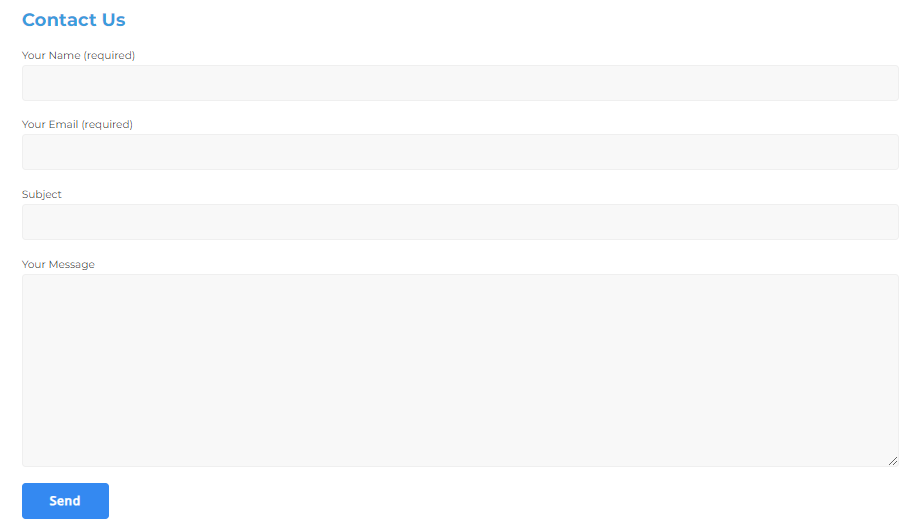 Contact Us
Your Name (required)
Your Email (required)
Subject
Your Message
Send